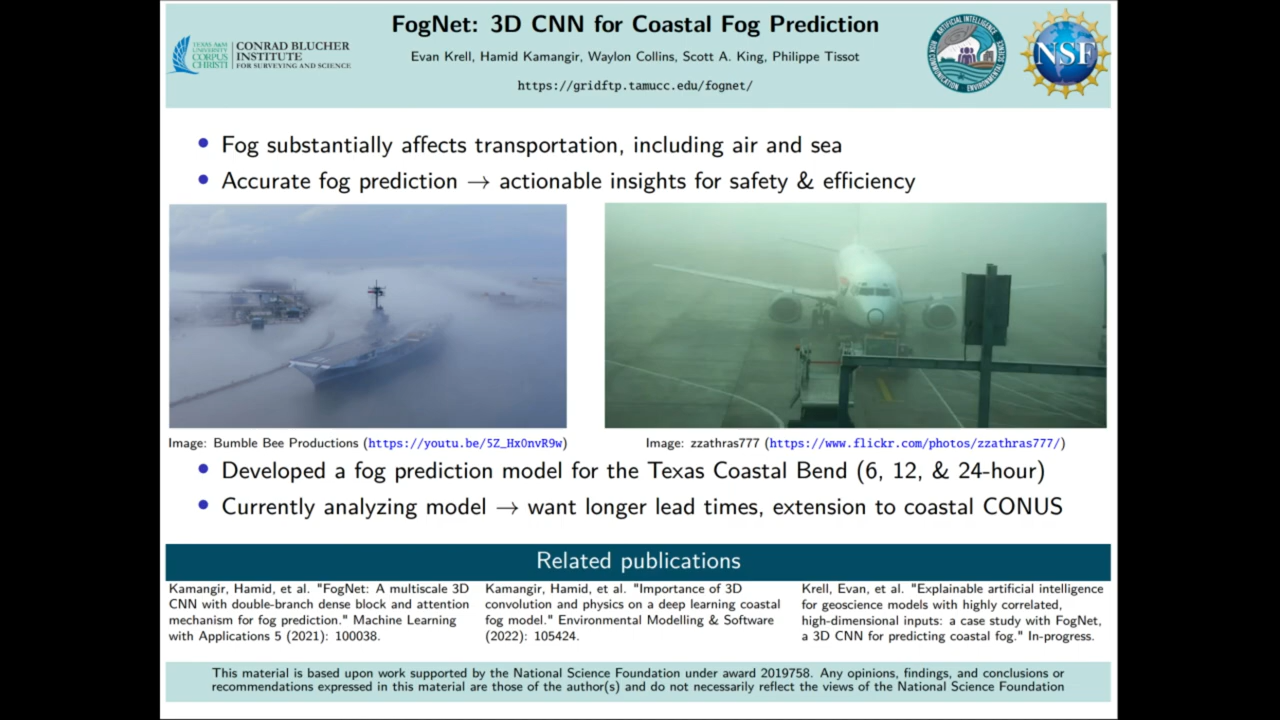 FogNet: 3D CNN for Coastal Fog Prediction
Evan Krell, Hamid Kamangir, Waylon Collins, Scott A. King, Philippe Tissot
https://gridftp.tamucc.edu/fognet/
TEXAS A&M
UNIVERSITY
CORPUS
CHRISTI
CONRAD BLUCHER
INSTITUTE
FOR SURVEYING AND SCIENCE
ARTIFICIAL INTELLIGENCE
RISK COMMUNICATION
ENVIRONMENTAL SCIENCE
NSF
• Fog substantially affects transportation, including air and sea
• Accurate fog prediction → actionable insights for safety & efficiency
Image: Bumble Bee Productions (https://youtu.be/5Z_HxOnvR9w)
Image: zzathras777 (https://www.flickr.com/photos/zzathras777/)
• Developed a fog prediction model for the Texas Coastal Bend (6, 12, & 24-hour)
• Currently analyzing model → want longer lead times, extension to coastal CONUS
Related publications
Kamangir, Hamid, et al. "FogNet: A multiscale 3D
CNN with double-branch dense block and attention
mechanism for fog prediction." Machine Learning
with Applications 5 (2021): 100038.
Kamangir, Hamid, et al. "Importance of 3D
convolution and physics on a deep learning coastal
fog model." Environmental Modelling & Software
(2022): 105424.
Krell, Evan, et al. "Explainable artificial intelligence
for geoscience models with highly correlated,
high-dimensional inputs: a case study with FogNet,
a 3D CNN for predicting coastal fog." In-progress.
This material is based upon work supported by the National Science Foundation under award 2019758. Any opinions, findings, and conclusions or
recommendations expressed in this material are those of the author(s) and do not necessarily reflect the views of the National Science Foundation